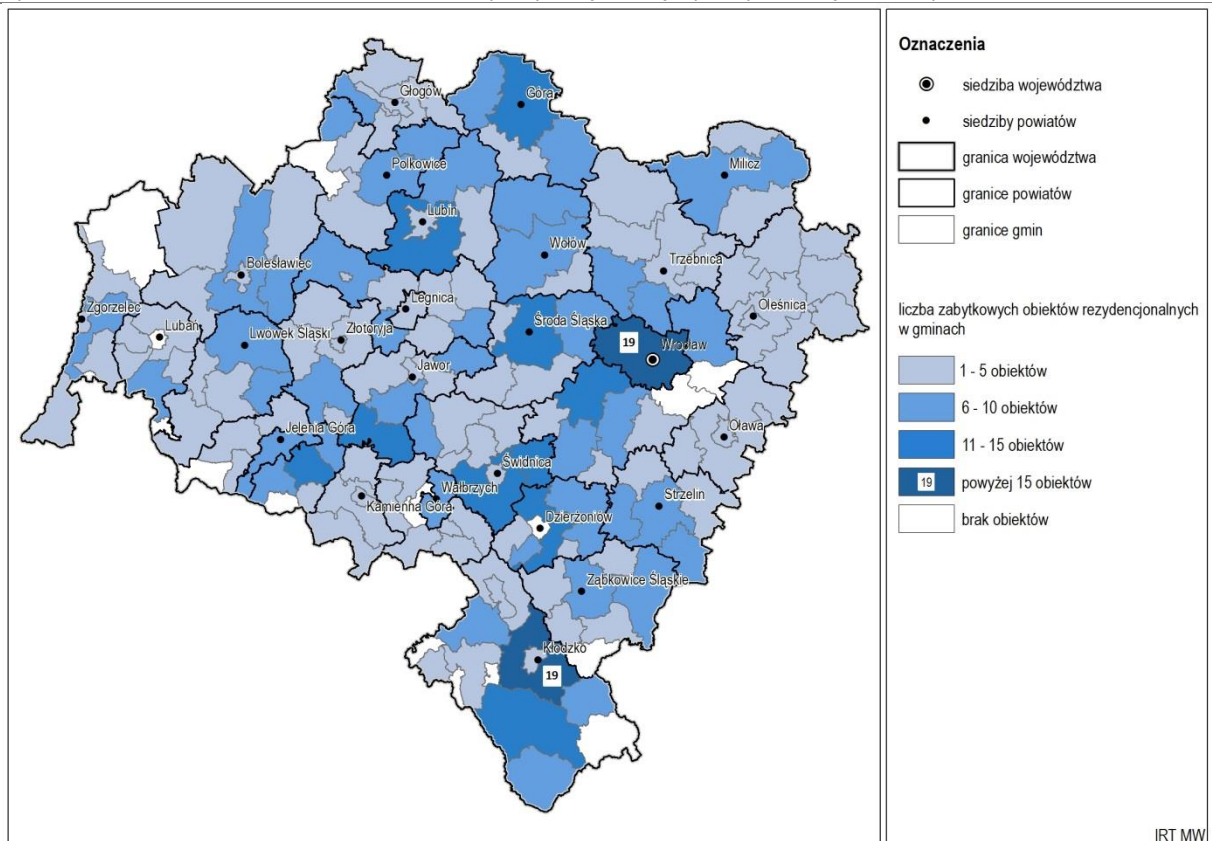 Głogów
Góra
Polkowice
Milicz
Lubin
Wołów
Trzebnica
Bolesławiec
Legnica
Oleśnica
Zgorzelec
Lubań
Lwówek Śląski
Złotoryja
Środa Śląska
19
Wrocław
Jawor
Jelenia Góra
Oława
Świdnica
Wałbrzych
Kamienna Góra
Strzelin
Dzierżoniów
Ząbkowice Śląskie
Kłodzko
19
Oznaczenia
siedziba województwa
siedziby powiatów
granica województwa
granice powiatów
granice gmin
liczba zabytkowych obiektów rezydencjonalnych
w gminach
1 - 5 obiektów
6 - 10 obiektów
11 - 15 obiektów
19 powyżej 15 obiektów
brak obiektów
IRT MW